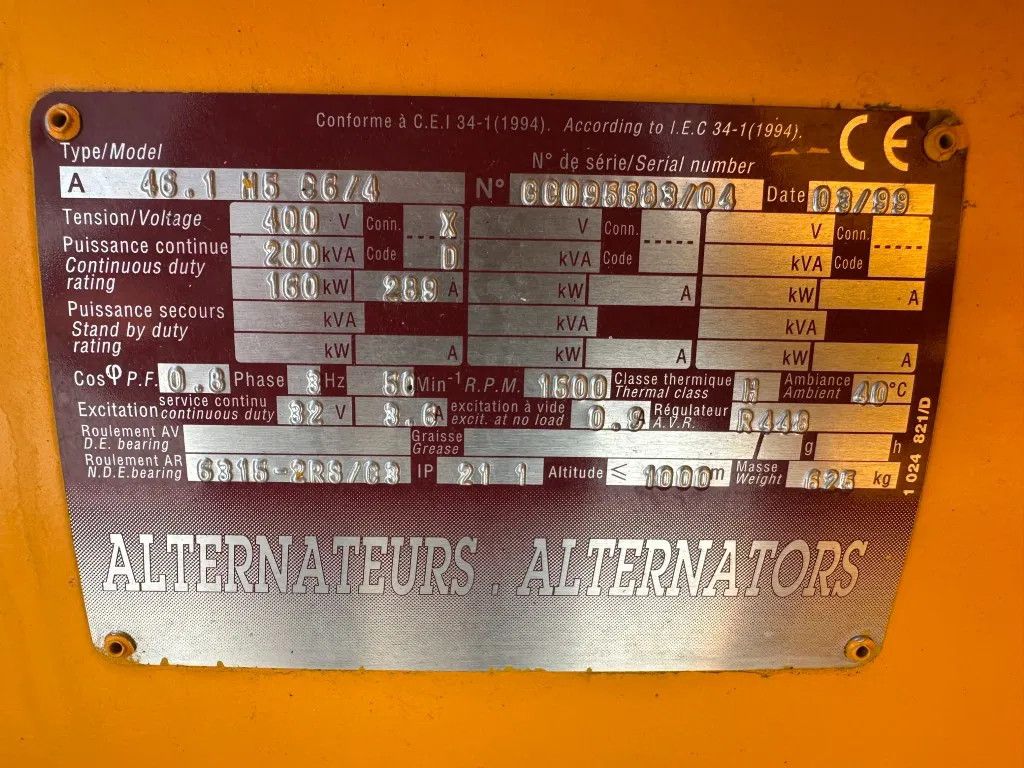 Conforme à C.E.I 34-1(1994). According to I.E.C 34-1(1994). CE
Type/Model
N° de série/Serial number
A 46.1 M5 C6/4 N° CC095563/04 Date 03/99
Tension/Voltage 400 V Conn. X V Conn. V Conn.
Puissance continue 200 kVA Code D kVA Code kVA Code
Continuous duty
rating 160 kW 289 A kW A kW A
Puissance secours kVA kVA kVA
Stand by duty
rating kW A kW A kW A
Cos φ P.F. 0.8 Phase 3 Hz 50 Min-1 R.P.M. 1500 Classe thermique H Ambiance 40 °C
Thermal class Ambient
Excitation service continu 32 V 3.6 A excitation à vide 0.9 Régulateur R448
continuous duty excit. at no load A.V.R.
Roulement AV Graisse g h
D.E. bearing Grease
Roulement AR 6315-2RS/C3 IP 21 1 Altitude ≤ 1000 m Masse 625 kg
N.D.E. bearing Weight
1 024 821/D
ALTERNATEURS . ALTERNATORS